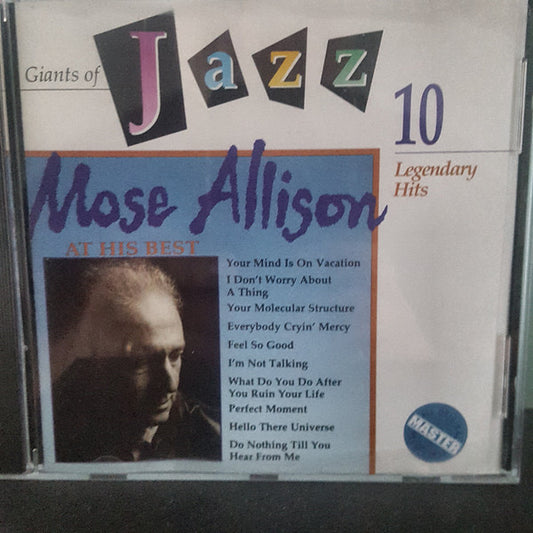 Giants of Jazz
10
Legendary
Hits
Mose Allison
AT HIS BEST
Your Mind Is On Vacation
I Don't Worry About
A Thing
Your Molecular Structure
Everybody Cryin' Mercy
Feel So Good
I'm Not Talking
What Do You Do After
You Ruin Your Life
Perfect Moment
Hello There Universe
Do Nothing Till You
Hear From Me
MASTER